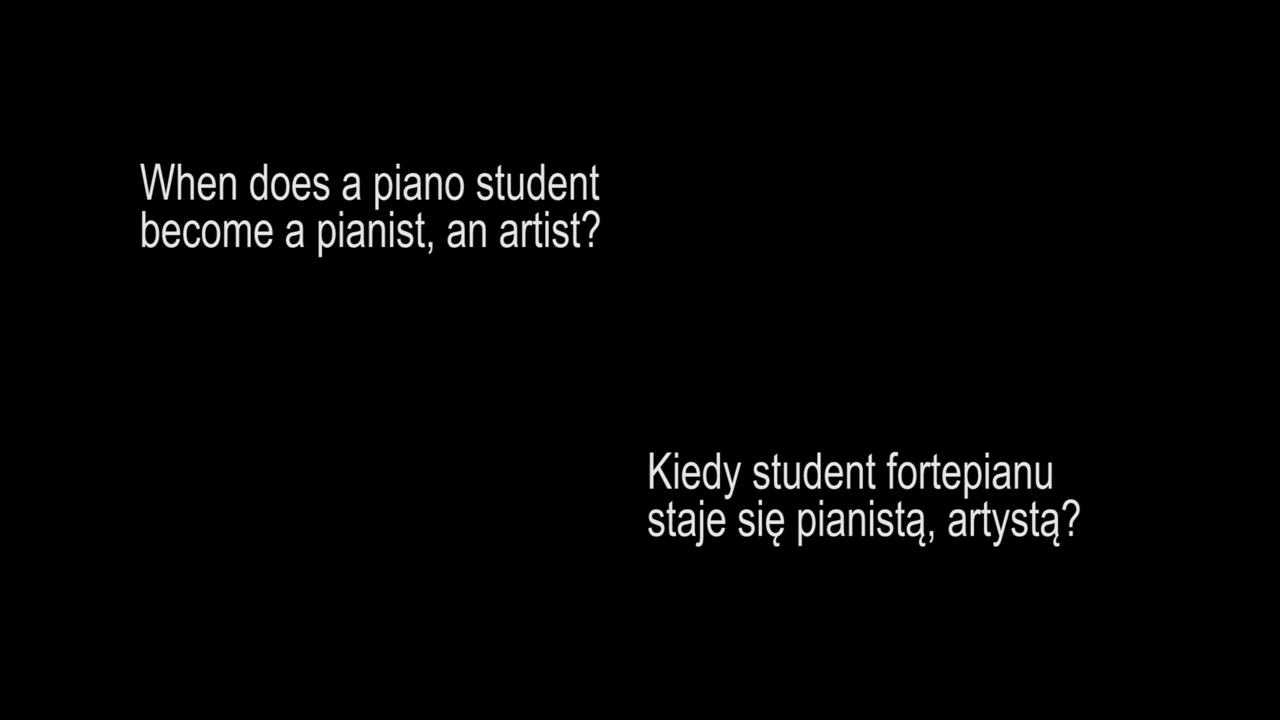 When does a piano student
become a pianist, an artist?
Kiedy student fortepianu
staje się pianistą, artystą?